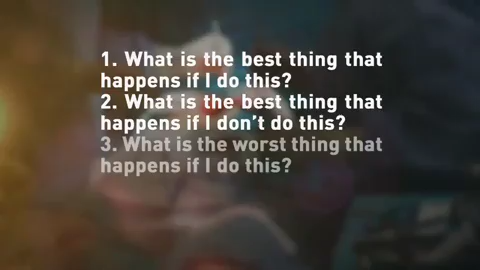 1. What is the best thing that
happens if I do this?
2. What is the best thing that
happens if I don't do this?
3. What is the worst thing that
happens if I do this?